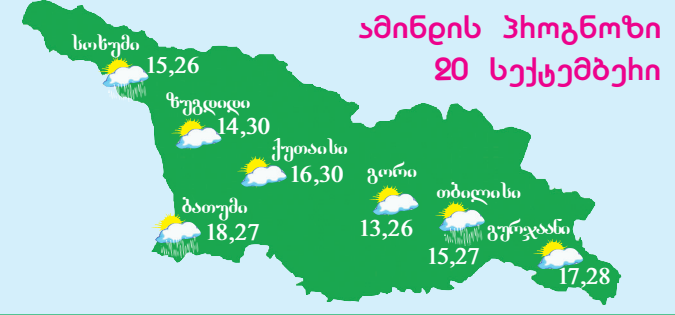 ამინდის პროგნოზი
20 სექტემბერი
სოხუმი
15,26
ზუგდიდი
14,30
ქუთაისი
16,30
გორი
13,26
თბილისი
15,27
ბათუმი
18,27
გურჯაანი
17,28